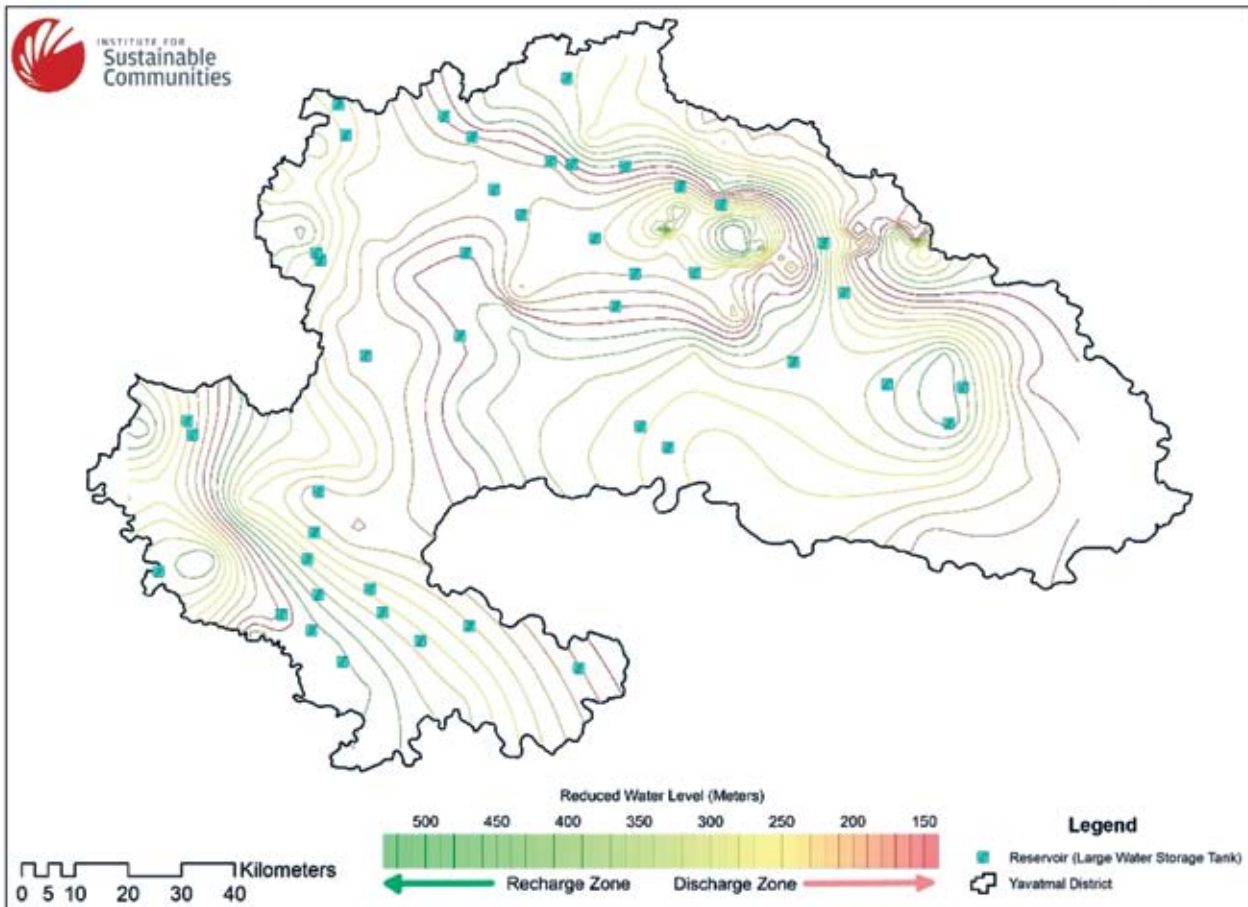 INSTITUTE FOR
Sustainable
Communities
Reduced Water Level (Meters)
500 450 400 350 300 250 200 150
Recharge Zone Discharge Zone
Kilometers
0 5 10 20 30 40
Legend
Reservoir (Large Water Storage Tank)
Yavatmal District